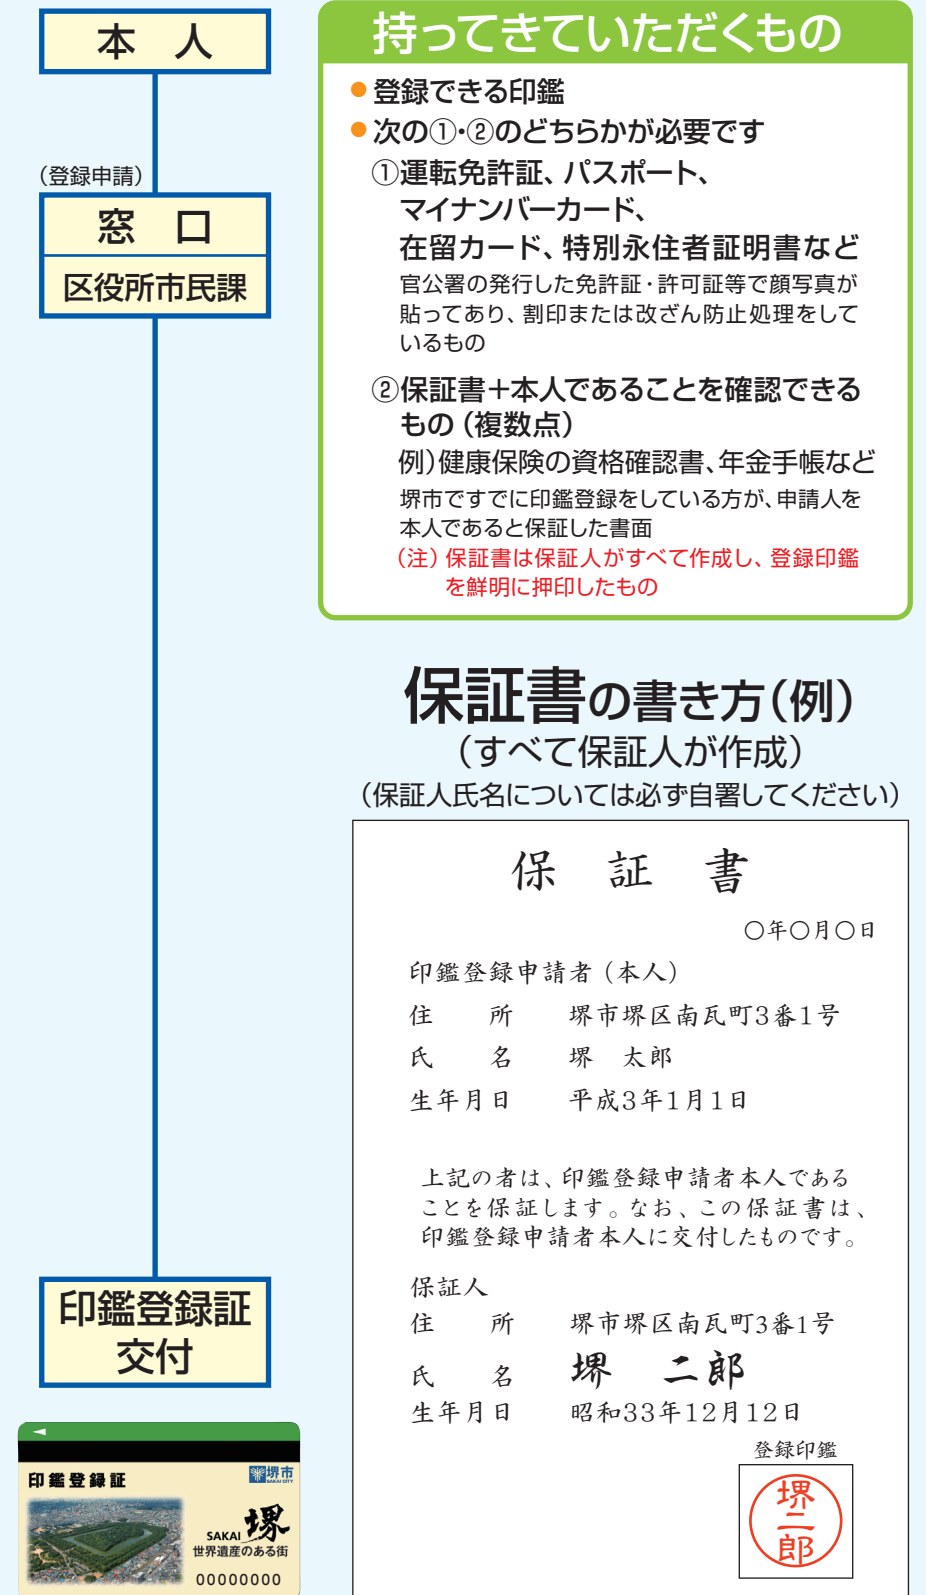 本　人
（登録申請）
窓　口
区役所市民課
印鑑登録証
交付
印鑑登録証
堺市
SAKAI CITY
SAKAI 堺
世界遺産のある街
00000000
持ってきていただくもの
●登録できる印鑑
●次の①・②のどちらかが必要です
①運転免許証、パスポート、
マイナンバーカード、
在留カード、特別永住者証明書など
官公署の発行した免許証・許可証等で顔写真が
貼ってあり、割印または改ざん防止処理をして
いるもの
②保証書＋本人であることを確認できる
もの（複数点）
例）健康保険の資格確認書、年金手帳など
堺市ですでに印鑑登録をしている方が、申請人を
本人であると保証した書面
（注）保証書は保証人がすべて作成し、登録印鑑
を鮮明に押印したもの
保証書の書き方（例）
（すべて保証人が作成）
（保証人氏名については必ず自署してください）
保　証　書
○年○月○日
印鑑登録申請者（本人）
住　所　堺市堺区南瓦町3番1号
氏　名　堺　太郎
生年月日　平成3年1月1日
上記の者は、印鑑登録申請者本人である
ことを保証します。なお、この保証書は、
印鑑登録申請者本人に交付したものです。
保証人
住　所　堺市堺区南瓦町3番1号
氏　名　堺　二郎
生年月日　昭和33年12月12日
登録印鑑
堺二郎